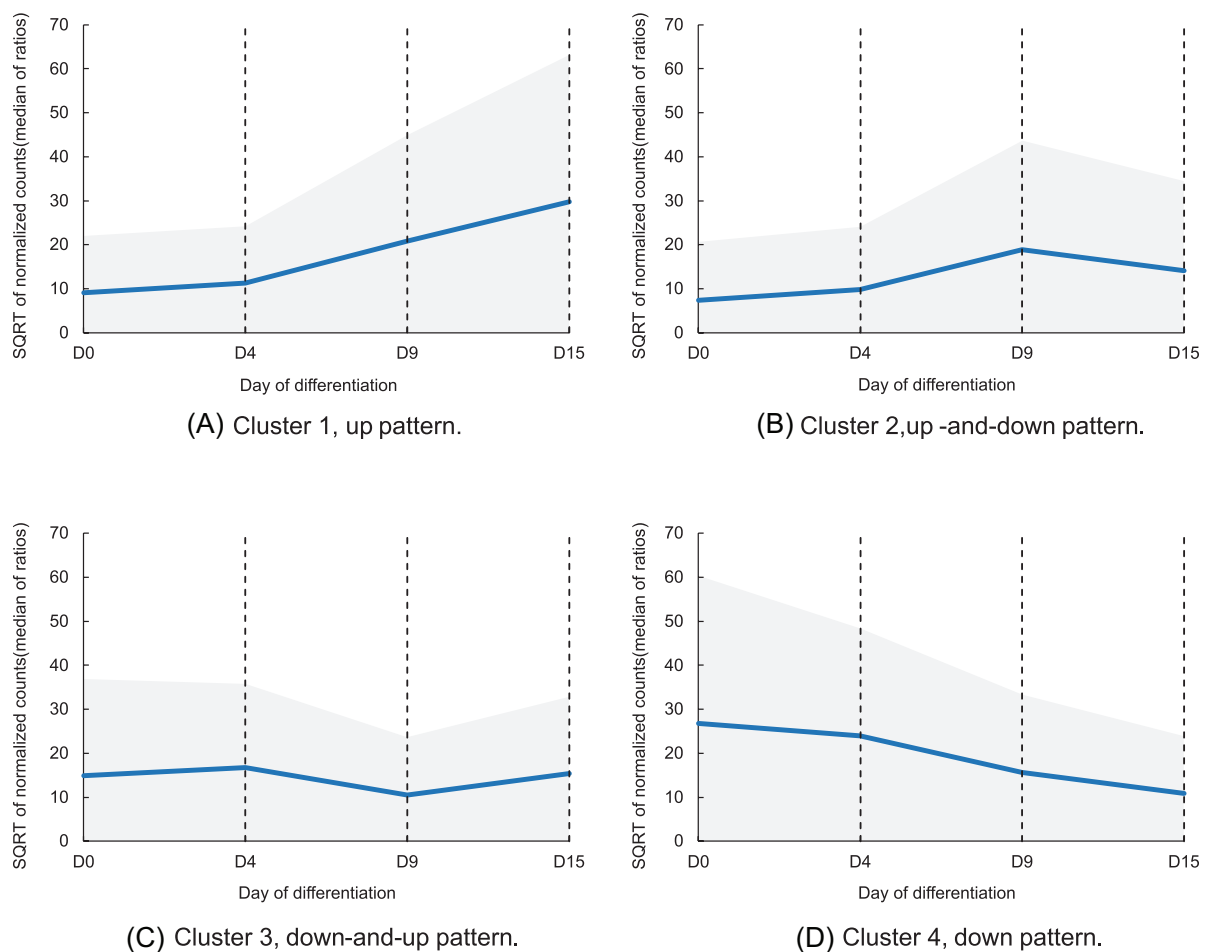 SQRT of normalized counts(median of ratios)
70
60
50
40
30
20
10
0
D0 D4 D9 D15
Day of differentiation
(A) Cluster 1, up pattern.
SQRT of normalized counts(median of ratios)
70
60
50
40
30
20
10
0
D0 D4 D9 D15
Day of differentiation
(B) Cluster 2,up -and-down pattern.
SQRT of normalized counts(median of ratios)
70
60
50
40
30
20
10
0
D0 D4 D9 D15
Day of differentiation
(C) Cluster 3, down-and-up pattern.
SQRT of normalized counts(median of ratios)
70
60
50
40
30
20
10
0
D0 D4 D9 D15
Day of differentiation
(D) Cluster 4, down pattern.